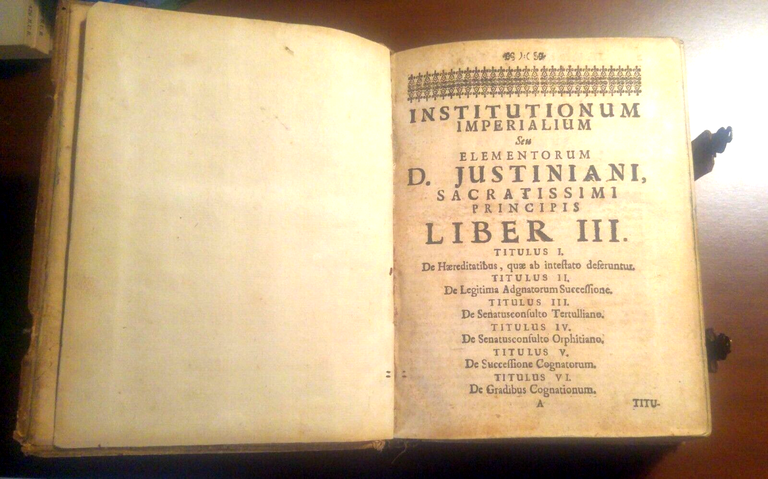 INSTITUTIONUM
IMPERIALIUM
Seu
ELEMENTORUM
D. JUSTINIANI,
SACRATISSIMI
PRINCIPIS
LIBER III.
TITULUS I.
De Hæreditatibus, quæ ab inteſtato deferuntur.
TITULUS II.
De Legitima Adgnatorum Succeſſione.
TITULUS III.
De Senatusconſulto Tertulliano.
TITULUS IV.
De Senatusconſulto Orphitiano.
TITULUS V.
De Succeſſione Cognatorum.
TITULUS VI.
De Gradibus Cognationum.
A TITU-